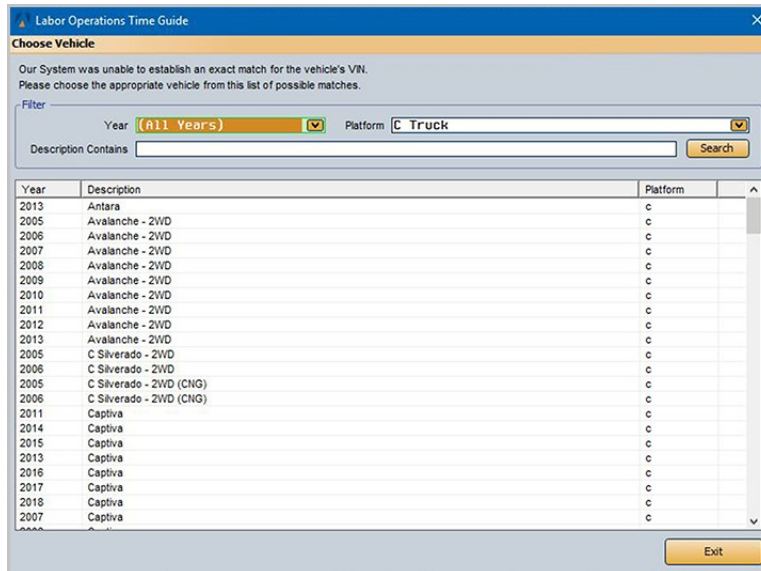 Labor Operations Time Guide
Choose Vehicle
Our System was unable to establish an exact match for the vehicle's VIN.
Please choose the appropriate vehicle from this list of possible matches.
Filter
Year (All Years) Platform C Truck
Description Contains Search
Year Description Platform
2013 Antara c
2005 Avalanche - 2WD c
2006 Avalanche - 2WD c
2007 Avalanche - 2WD c
2008 Avalanche - 2WD c
2009 Avalanche - 2WD c
2010 Avalanche - 2WD c
2011 Avalanche - 2WD c
2012 Avalanche - 2WD c
2013 Avalanche - 2WD c
2005 C Silverado - 2WD c
2006 C Silverado - 2WD c
2005 C Silverado - 2WD (CNG) c
2006 C Silverado - 2WD (CNG) c
2011 Captiva c
2014 Captiva c
2015 Captiva c
2013 Captiva c
2016 Captiva c
2017 Captiva c
2018 Captiva c
2007 Captiva c
Exit